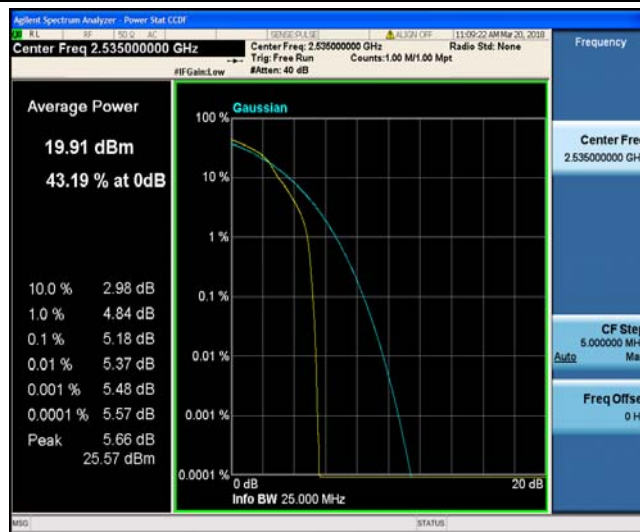 Agilent Spectrum Analyzer - Power Stat CCDF
RL RF 50 Ω AC SENSE:PULSE ALIGN OFF 11:09:22 AM Mar 20, 2018
Center Freq 2.535000000 GHz
Center Freq: 2.535000000 GHz Radio Std: None
Trig: Free Run Counts:1.00 M/1.00 Mpt
#IFGain:Low #Atten: 40 dB
Frequency
Average Power
19.91 dBm
43.19 % at 0dB
10.0 % 2.98 dB
1.0 % 4.84 dB
0.1 % 5.18 dB
0.01 % 5.37 dB
0.001 % 5.48 dB
0.0001 % 5.57 dB
Peak 5.66 dB
25.57 dBm
Gaussian
100 %
10 %
1 %
0.1 %
0.01 %
0.001 %
0.0001 %
0 dB 20 dB
Info BW 25.000 MHz
Center Fre
2.535000000 GH
CF Ste
5.000000 MH
Auto Ma
Freq Offse
0 H
MSG STATUS